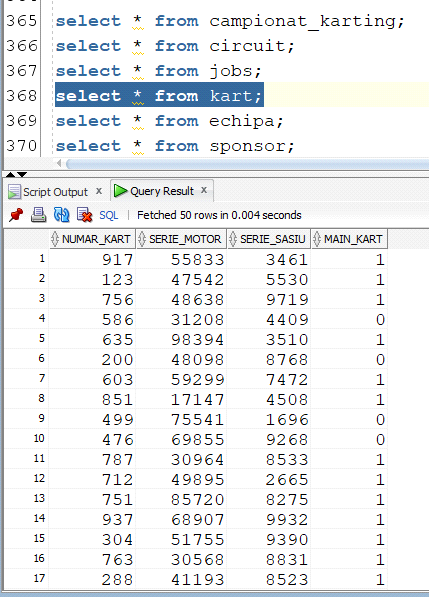 365 select * from campionat_karting;
366 select * from circuit;
367 select * from jobs;
368 select * from kart;
369 select * from echipa;
370 select * from sponsor;
Script Output x Query Result x
SQL | Fetched 50 rows in 0.004 seconds
NUMAR_KART SERIE_MOTOR SERIE_SASIU MAIN_KART
1 917 55833 3461 1
2 123 47542 5530 1
3 756 48638 9719 1
4 586 31208 4409 0
5 635 98394 3510 1
6 200 48098 8768 0
7 603 59299 7472 1
8 851 17147 4508 1
9 499 75541 1696 0
10 476 69855 9268 0
11 787 30964 8533 1
12 712 49895 2665 1
13 751 85720 8275 1
14 937 68907 9932 1
15 304 51755 9390 1
16 763 30568 8831 1
17 288 41193 8523 1